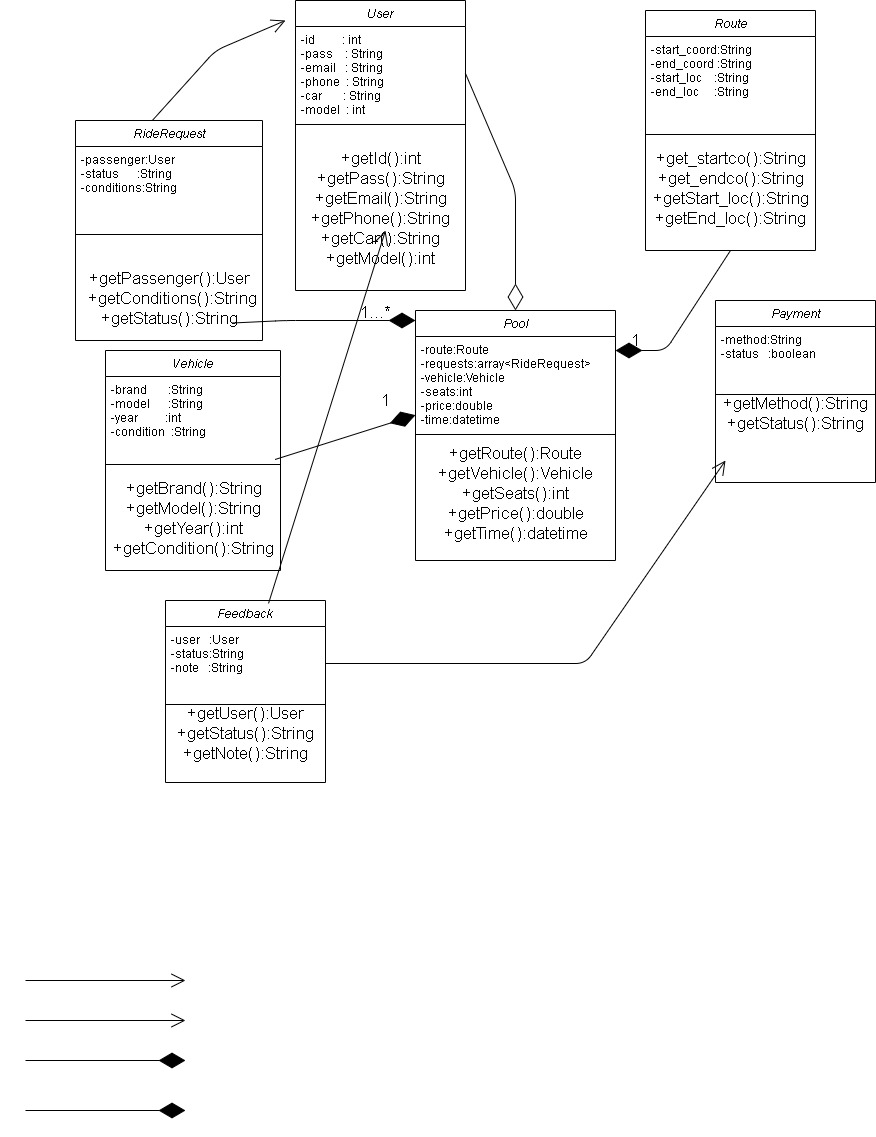 User
-id : int
-pass : String
-email : String
-phone : String
-car : String
-model : int
+getId():int
+getPass():String
+getEmail():String
+getPhone():String
+getCar():String
+getModel():int
Route
-start_coord:String
-end_coord :String
-start_loc :String
-end_loc :String
+get_startco():String
+get_endco():String
+getStart_loc():String
+getEnd_loc():String
RideRequest
-passenger:User
-status :String
-conditions:String
+getPassenger():User
+getConditions():String
+getStatus():String
1...*
Pool
-route:Route
-requests:array<RideRequest>
-vehicle:Vehicle
-seats:int
-price:double
-time:datetime
+getRoute():Route
+getVehicle():Vehicle
+getSeats():int
+getPrice():double
+getTime():datetime
1
Payment
-method:String
-status :boolean
+getMethod():String
+getStatus():String
Vehicle
-brand :String
-model :String
-year :int
-condition :String
+getBrand():String
+getModel():String
+getYear():int
+getCondition():String
1
Feedback
-user :User
-status:String
-note :String
+getUser():User
+getStatus():String
+getNote():String